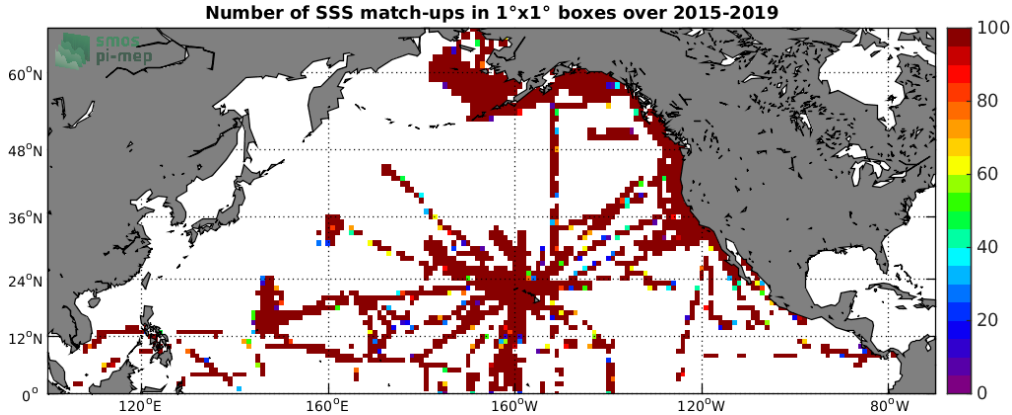 Number of SSS match-ups in 1°x1° boxes over 2015-2019
smos
pi-mep
60°N
48°N
36°N
24°N
12°N
0°
120°E
160°E
160°W
120°W
80°W
100
80
60
40
20
0